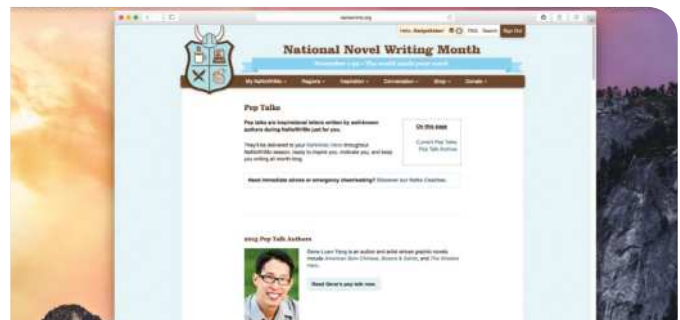 nanowrimo.org
FAQ Search Sign Out
National Novel Writing Month
November 1-30 • The world needs your novel
My NaNoWriMo Regions Inspiration Conversation Shop Donate
Pep Talks
Pep talks are inspirational letters written by well-known
authors during NaNoWriMo just for you.
They'll be delivered to your NaNoMail inbox throughout
NaNoWriMo season, ready to inspire you, motivate you, and keep
you writing all month long.
On this page
Current Pep Talks
Pep Talk Archive
Need immediate advice or emergency cheerleading? Discover our NaNo Coaches.
2015 Pep Talk Authors
Gene Luen Yang is an author and artist whose graphic novels
include American Born Chinese, Boxers & Saints, and The Shadow
Hero.
Read Gene's pep talk now